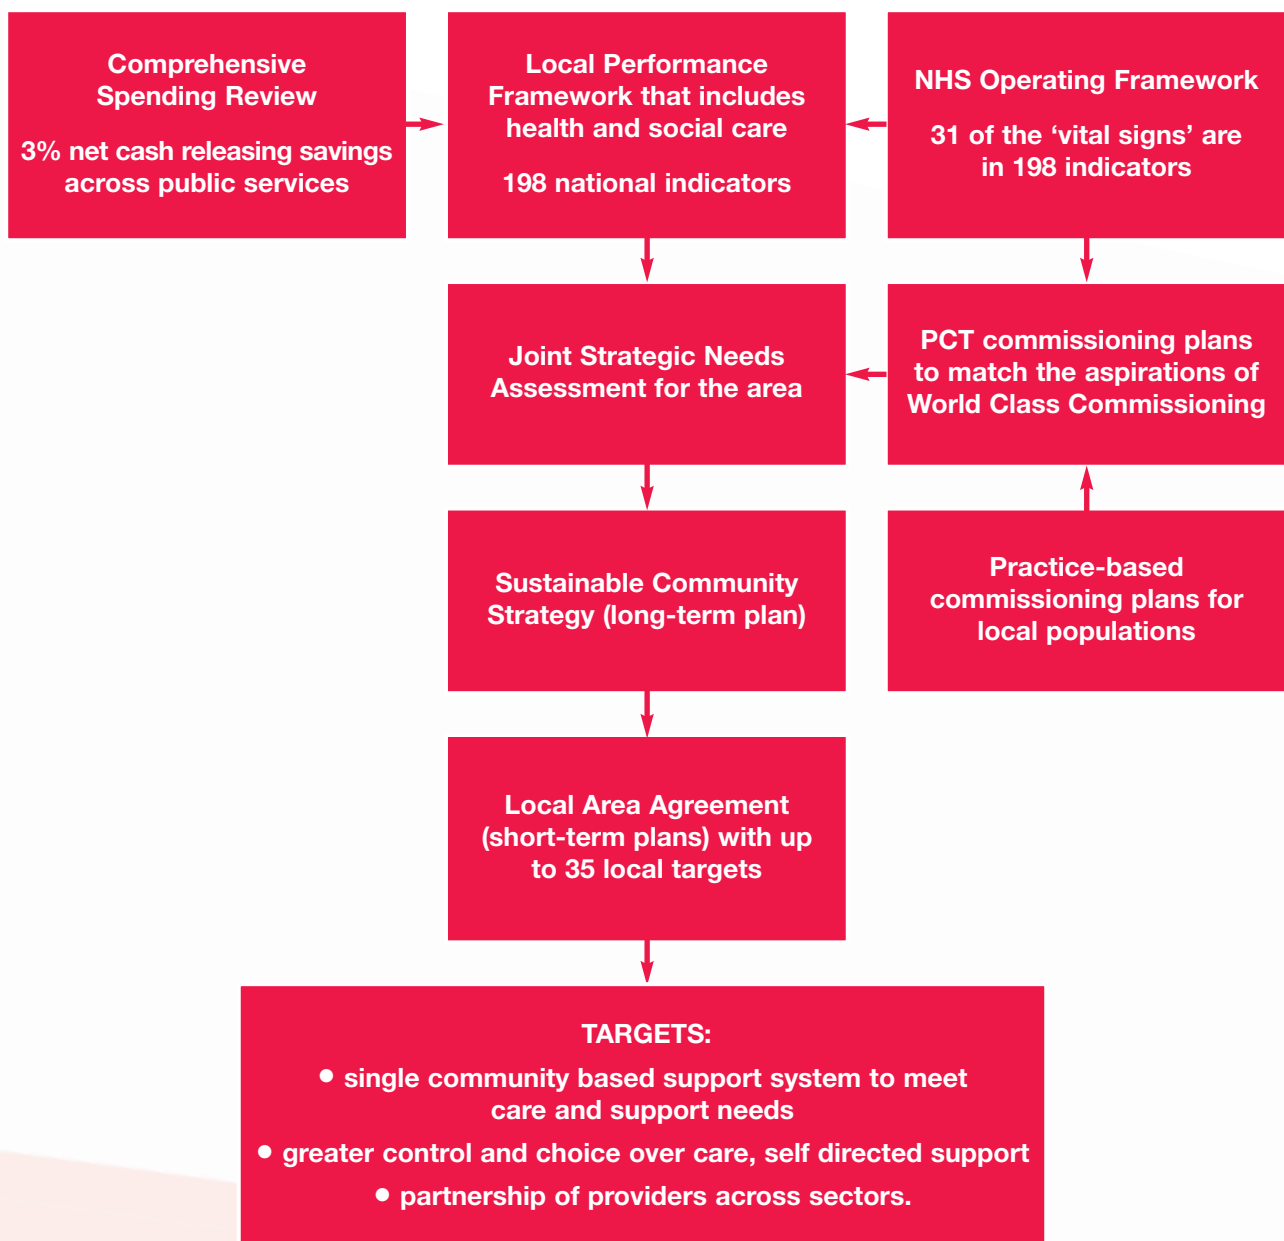 Comprehensive
Spending Review
3% net cash releasing savings
across public services
Local Performance
Framework that includes
health and social care
198 national indicators
NHS Operating Framework
31 of the ‘vital signs’ are
in 198 indicators
Joint Strategic Needs
Assessment for the area
PCT commissioning plans
to match the aspirations of
World Class Commissioning
Sustainable Community
Strategy (long-term plan)
Practice-based
commissioning plans for
local populations
Local Area Agreement
(short-term plans) with up
to 35 local targets
TARGETS:
• single community based support system to meet
care and support needs
• greater control and choice over care, self directed support
• partnership of providers across sectors.